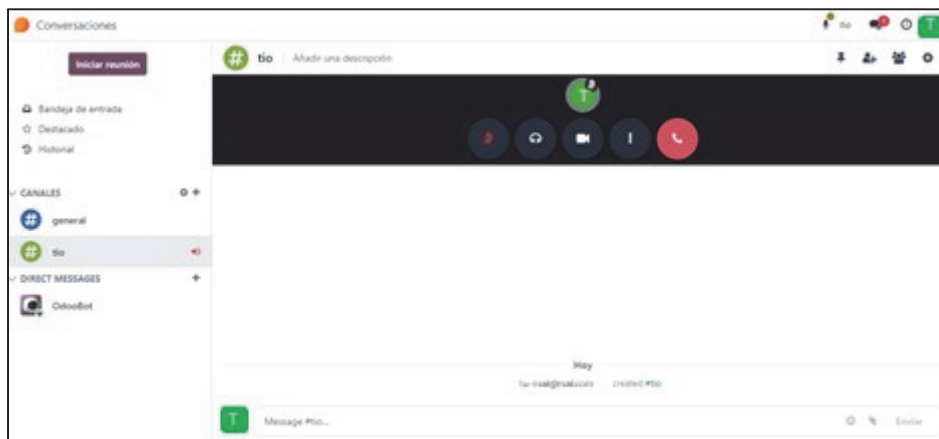 Conversaciones
tio
Iniciar reunión
# tio Añadir una descripción
T
Bandeja de entrada
Destacado
Historial
CANALES
# general
# tio
DIRECT MESSAGES
OdooBot
Hoy
created #tio
T Message #tio... Enviar